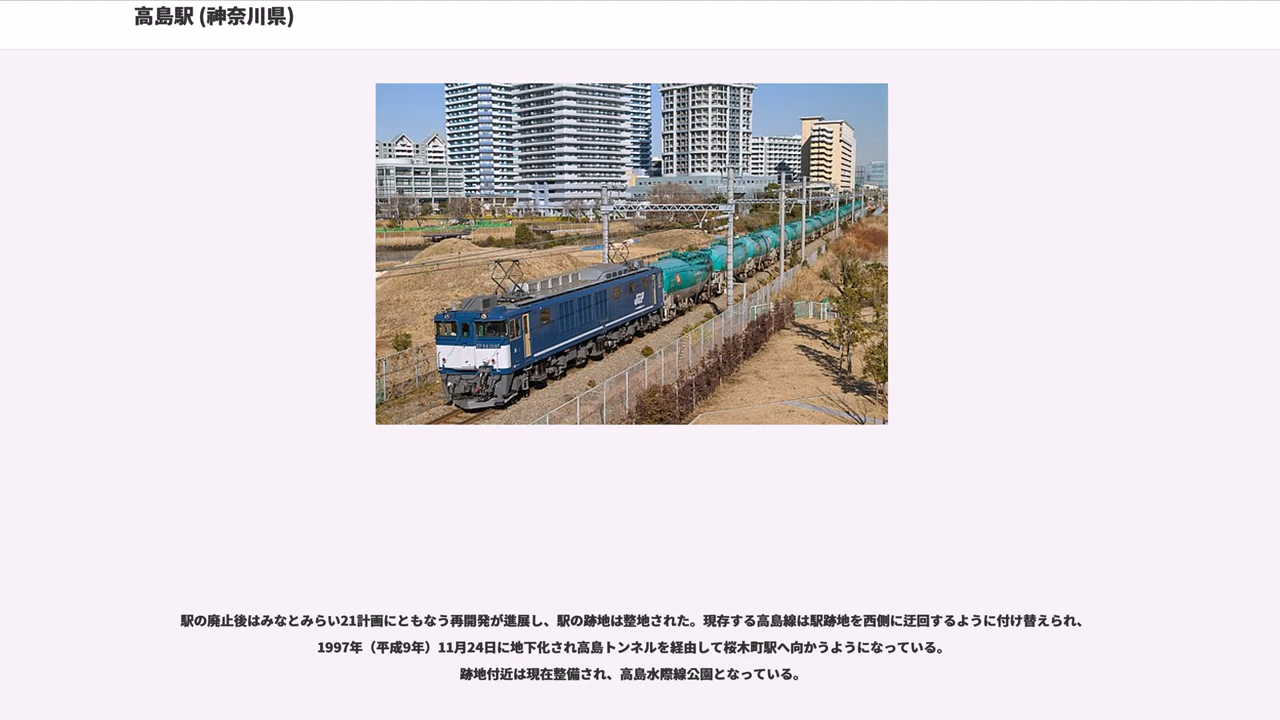 高島駅 (神奈川県)
駅の廃止後はみなとみらい21計画にともなう再開発が進展し、駅の跡地は整地された。現存する高島線は駅跡地を西側に迂回するように付け替えられ、
1997年（平成9年）11月24日に地下化され高島トンネルを経由して桜木町駅へ向かうようになっている。
跡地付近は現在整備され、高島水際線公園となっている。